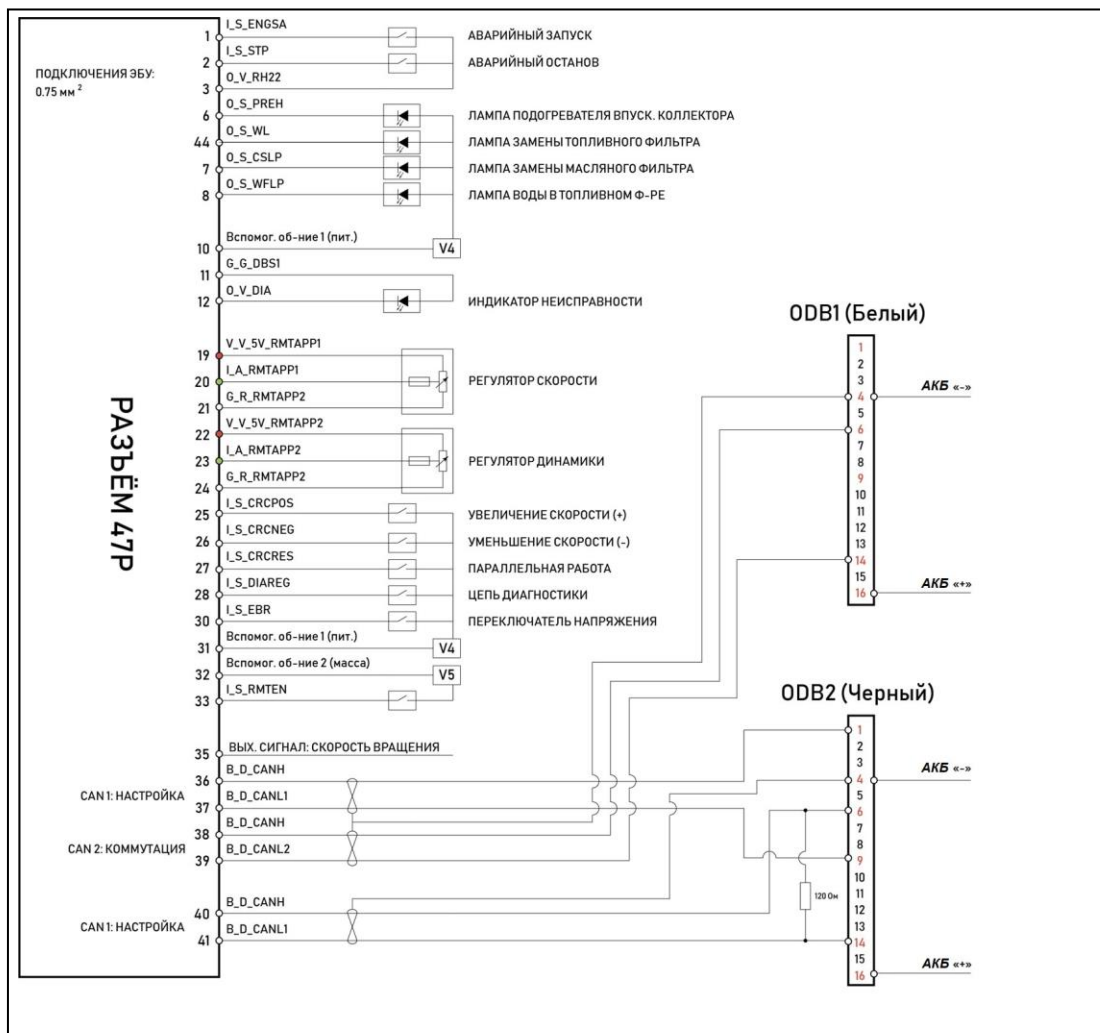 ПОДКЛЮЧЕНИЯ ЭБУ:
0.75 мм 2
РАЗЪЁМ 47P
1 I_S_ENGSA АВАРИЙНЫЙ ЗАПУСК
2 I_S_STP АВАРИЙНЫЙ ОСТАНОВ
3 O_V_RH22
6 O_S_PREH ЛАМПА ПОДОГРЕВАТЕЛЯ ВПУСК. КОЛЛЕКТОРА
44 O_S_WL ЛАМПА ЗАМЕНЫ ТОПЛИВНОГО ФИЛЬТРА
7 O_S_CSLP ЛАМПА ЗАМЕНЫ МАСЛЯНОГО ФИЛЬТРА
8 O_S_WFLP ЛАМПА ВОДЫ В ТОПЛИВНОМ Ф-РЕ
10 Вспомог. об-ние 1 (пит.) V4
11 G_G_DBS1
12 O_V_DIA ИНДИКАТОР НЕИСПРАВНОСТИ
19 V_V_5V_RMTAPP1
20 I_A_RMTAPP1 РЕГУЛЯТОР СКОРОСТИ
21 G_R_RMTAPP2
22 V_V_5V_RMTAPP2
23 I_A_RMTAPP2 РЕГУЛЯТОР ДИНАМИКИ
24 G_R_RMTAPP2
25 I_S_CRCPOS УВЕЛИЧЕНИЕ СКОРОСТИ (+)
26 I_S_CRCNEG УМЕНЬШЕНИЕ СКОРОСТИ (-)
27 I_S_CRCRES ПАРАЛЛЕЛЬНАЯ РАБОТА
28 I_S_DIAREG ЦЕПЬ ДИАГНОСТИКИ
30 I_S_EBR ПЕРЕКЛЮЧАТЕЛЬ НАПРЯЖЕНИЯ
31 Вспомог. об-ние 1 (пит.) V4
32 Вспомог. об-ние 2 (масса) V5
33 I_S_RMTEN
35 ВЫХ. СИГНАЛ: СКОРОСТЬ ВРАЩЕНИЯ
36 B_D_CANH
CAN 1: НАСТРОЙКА
37 B_D_CANL1
38 B_D_CANH
CAN 2: КОММУТАЦИЯ
39 B_D_CANL2
40 B_D_CANH
CAN 1: НАСТРОЙКА
41 B_D_CANL1
ODB1 (Белый)
1
2
3
4 АКБ «-»
5
6
7
8
9
10
11
12
13
14
15
16 АКБ «+»
ODB2 (Черный)
1
2
3
4 АКБ «-»
5
6
7
8
9
10
11
12
13
14
15
16 АКБ «+»
120 Ом